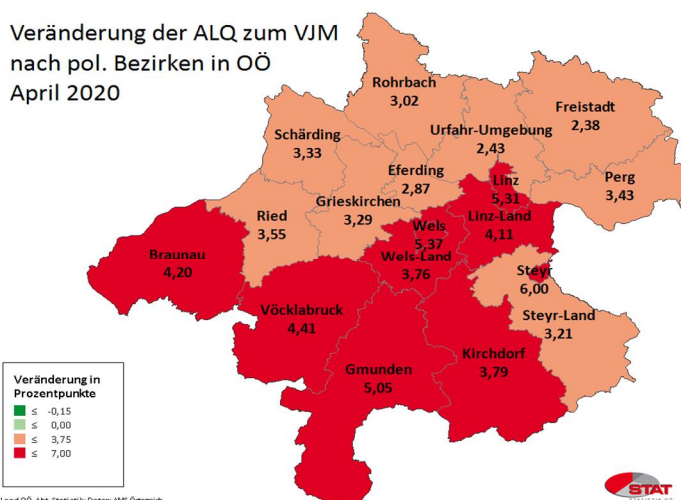 Veränderung der ALQ zum VJM
nach pol. Bezirken in OÖ
April 2020
Rohrbach
3,02
Freistadt
2,38
Schärding
3,33
Urfahr-Umgebung
2,43
Eferding
2,87
Linz
5,31
Perg
3,43
Grieskirchen
3,29
Ried
3,55
Linz-Land
4,11
Wels
5,37
Wels-Land
3,76
Braunau
4,20
Steyr
6,00
Vöcklabruck
4,41
Steyr-Land
3,21
Kirchdorf
3,79
Gmunden
5,05
Veränderung in
Prozentpunkte
≤ -0,15
≤ 0,00
≤ 3,75
≤ 7,00
STAT